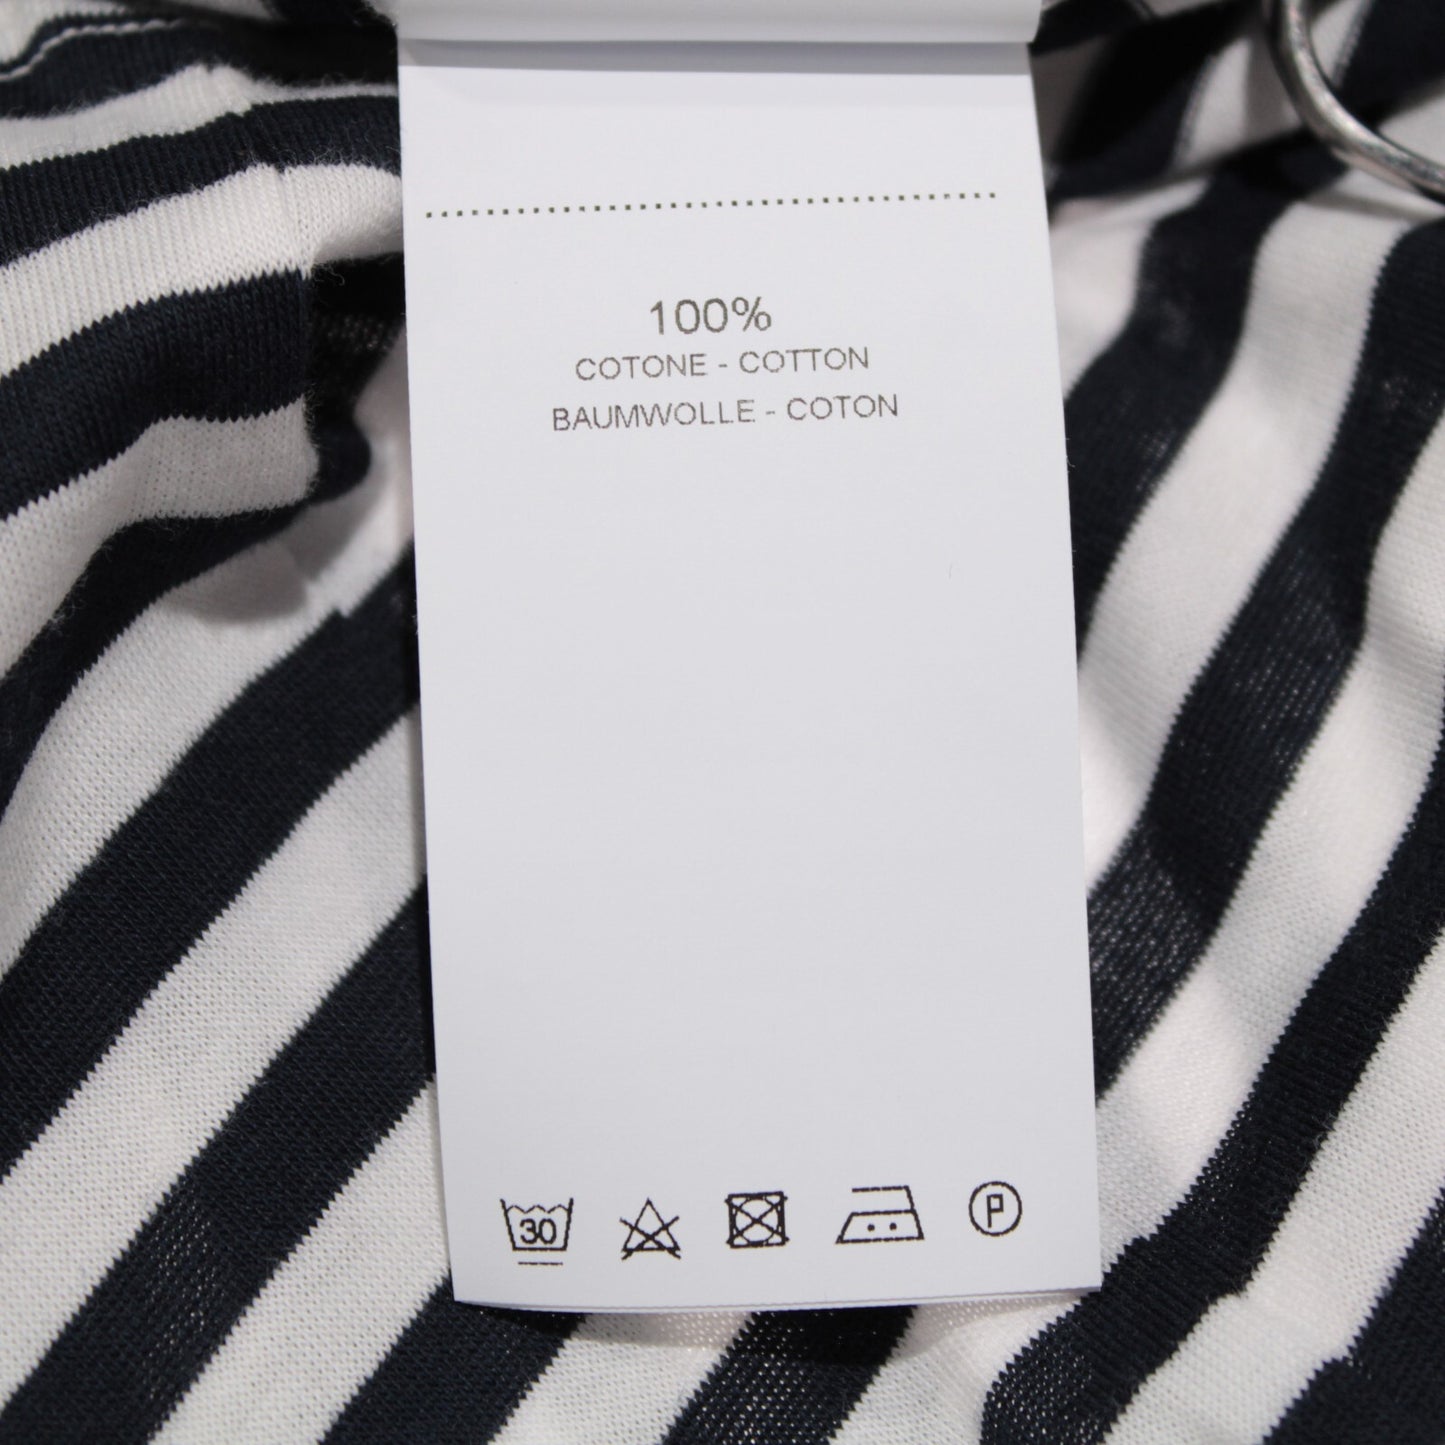 100%
COTONE - COTTON
BAUMWOLLE - COTON
30 P